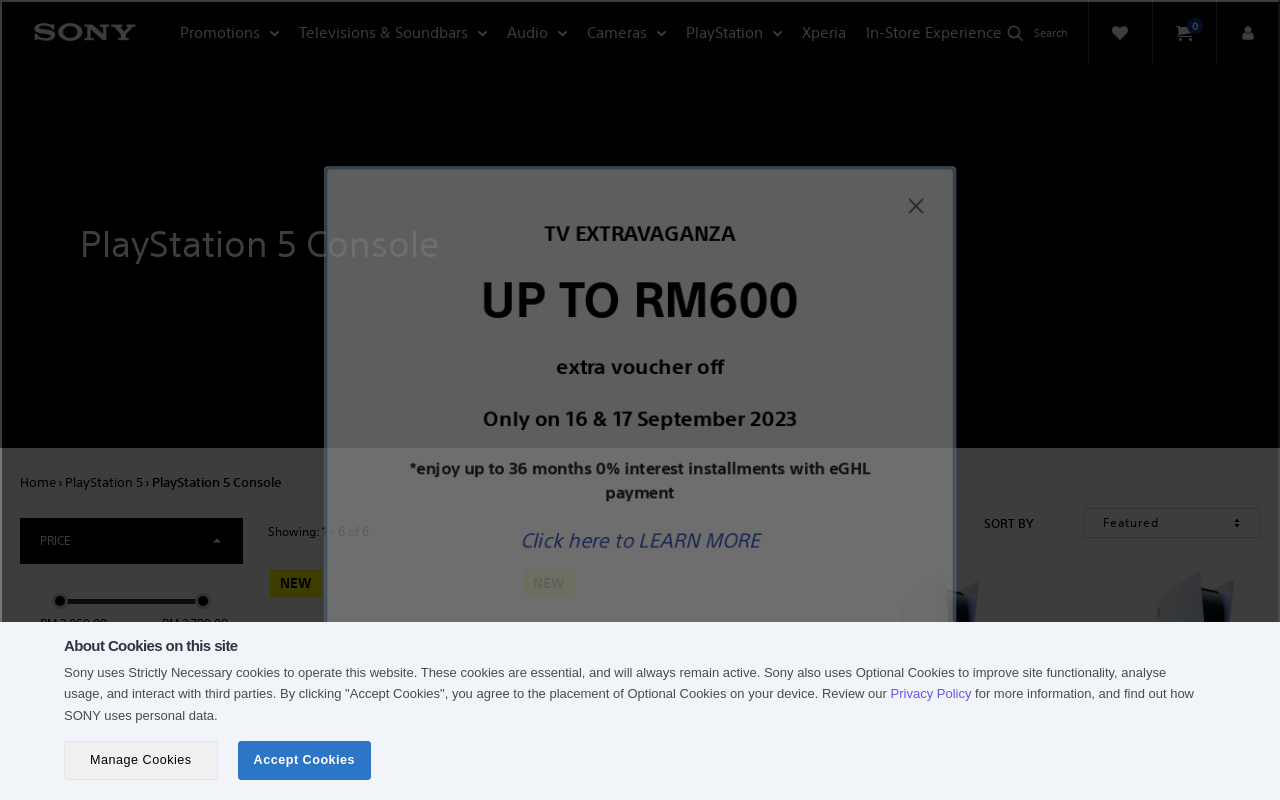 SONY
Promotions
Televisions & Soundbars
Audio
Cameras
PlayStation
Xperia
In-Store Experience
Search
0
PlayStation 5 Console
TV EXTRAVAGANZA
UP TO RM600
extra voucher off
Only on 16 & 17 September 2023
*enjoy up to 36 months 0% interest installments with eGHL
payment
Click here to LEARN MORE
Home › PlayStation 5 › PlayStation 5 Console
PRICE
Showing: 1 - 6 of 6
SORT BY
Featured
NEW
NEW
About Cookies on this site
Sony uses Strictly Necessary cookies to operate this website. These cookies are essential, and will always remain active. Sony also uses Optional Cookies to improve site functionality, analyse
usage, and interact with third parties. By clicking "Accept Cookies", you agree to the placement of Optional Cookies on your device. Review our Privacy Policy for more information, and find out how
SONY uses personal data.
Manage Cookies
Accept Cookies